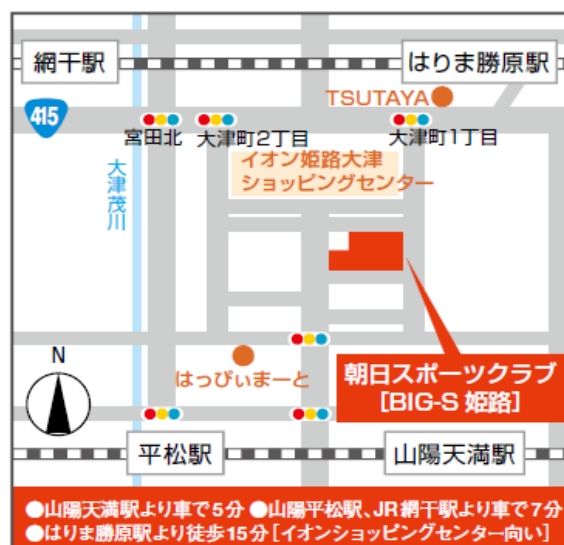 網干駅
はりま勝原駅
TSUTAYA
415
宮田北
大津町2丁目
大津町1丁目
イオン姫路大津
ショッピングセンター
大津茂川
N
はっぴぃまーと
朝日スポーツクラブ
[BIG-S 姫路]
平松駅
山陽天満駅
●山陽天満駅より車で5分 ●山陽平松駅、JR網干駅より車で7分
●はりま勝原駅より徒歩15分[イオンショッピングセンター向い]